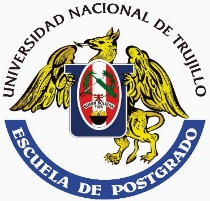 UNIVERSIDAD NACIONAL DE TRUJILLO
ESCUELA DE POSTGRADO